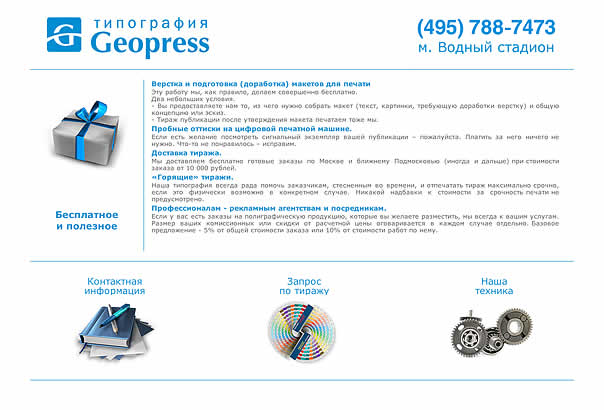 типография
Geopress
(495) 788-7473
м. Водный стадион
Верстка и подготовка (доработка) макетов для печати
Эту работу мы, как правило, делаем совершенно бесплатно.
Два небольших условия.
- Вы предоставляете нам то, из чего нужно собрать макет (текст, картинки, требующую доработки верстку) и общую
концепцию или эскиз.
- Тираж публикации после утверждения макета печатаем тоже мы.
Пробные оттиски на цифровой печатной машине.
Если есть желание посмотреть сигнальный экземпляр вашей публикации – пожалуйста. Платить за него ничего не
нужно. Что-то не понравилось – исправим.
Доставка тиража.
Мы доставляем бесплатно готовые заказы по Москве и ближнему Подмосковью (иногда и дальше) при стоимости
заказа от 10 000 рублей.
«Горящие» тиражи.
Наша типография всегда рада помочь заказчикам, стесненным во времени, и отпечатать тираж максимально срочно,
если это физически возможно в конкретном случае. Никакой надбавки к стоимости за срочность печати не
предусмотрено.
Профессионалам - рекламным агентствам и посредникам.
Если у вас есть заказы на полиграфическую продукцию, которые вы желаете разместить, мы всегда к вашим услугам.
Размер ваших комиссионных или скидки от расчетной цены оговаривается в каждом случае отдельно. Базовое
предложение - 5% от общей стоимости заказа или 10% от стоимости работ по нему.
Бесплатное
и полезное
Контактная
информация
Запрос
по тиражу
Наша
техника